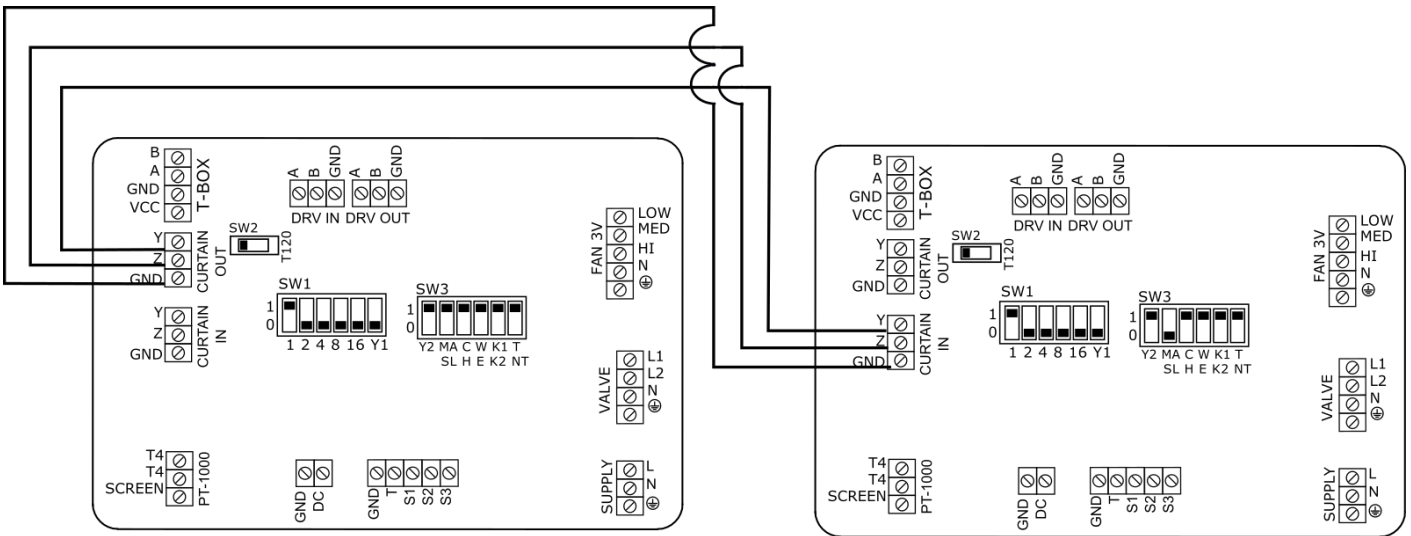 B
A
GND
VCC
T-BOX
A
B
GND
A
B
GND
DRV IN
DRV OUT
Y
Z
GND
CURTAIN
OUT
SW2
T120
Y
Z
GND
CURTAIN
IN
SW1
1
0
1 2 4 8 16 Y1
SW3
1
0
Y2 MA C W K1 T
SL H E K2 NT
FAN 3V
LOW
MED
HI
N
VALVE
L1
L2
N
T4
T4
SCREEN
PT-1000
GND
DC
GND
T
S1
S2
S3
SUPPLY
L
N
B
A
GND
VCC
T-BOX
A
B
GND
A
B
GND
DRV IN
DRV OUT
Y
Z
GND
CURTAIN
OUT
SW2
T120
Y
Z
GND
CURTAIN
IN
SW1
1
0
1 2 4 8 16 Y1
SW3
1
0
Y2 MA C W K1 T
SL H E K2 NT
FAN 3V
LOW
MED
HI
N
VALVE
L1
L2
N
T4
T4
SCREEN
PT-1000
GND
DC
GND
T
S1
S2
S3
SUPPLY
L
N